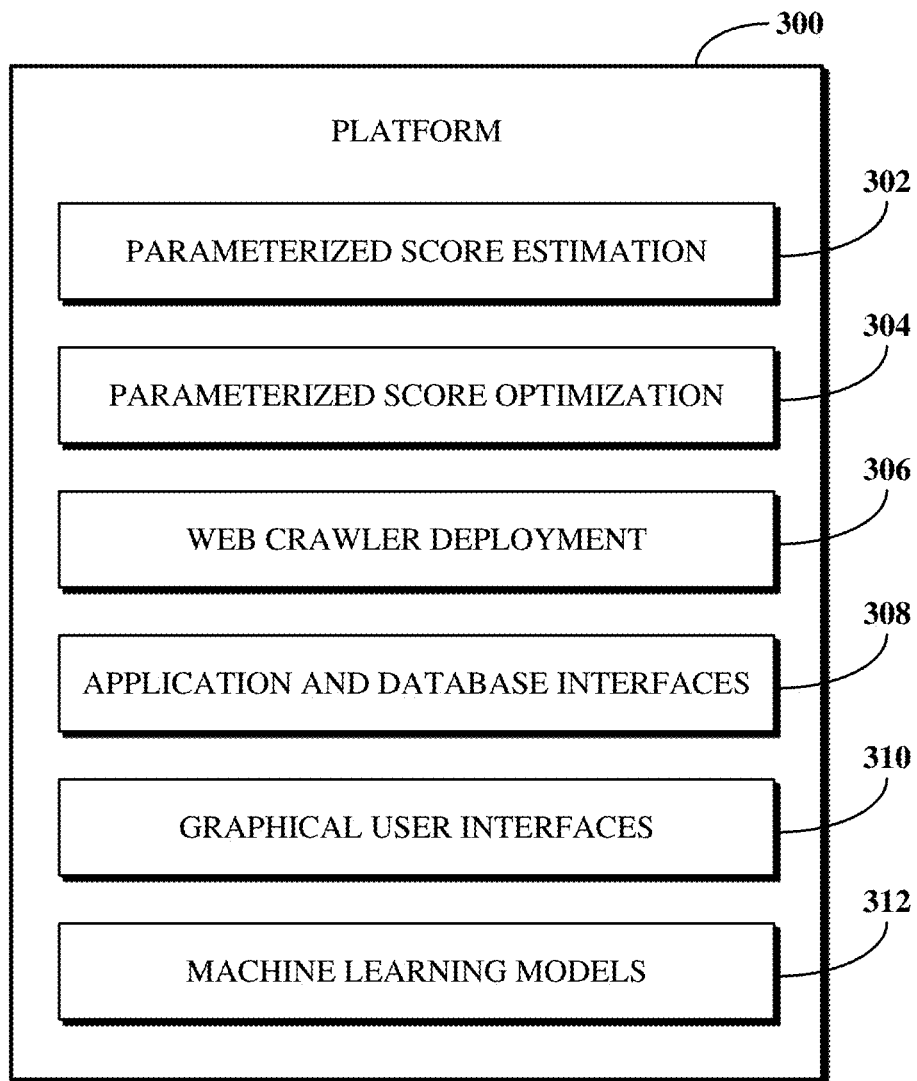 300
PLATFORM
302
PARAMETERIZED SCORE ESTIMATION
304
PARAMETERIZED SCORE OPTIMIZATION
306
WEB CRAWLER DEPLOYMENT
308
APPLICATION AND DATABASE INTERFACES
310
GRAPHICAL USER INTERFACES
312
MACHINE LEARNING MODELS